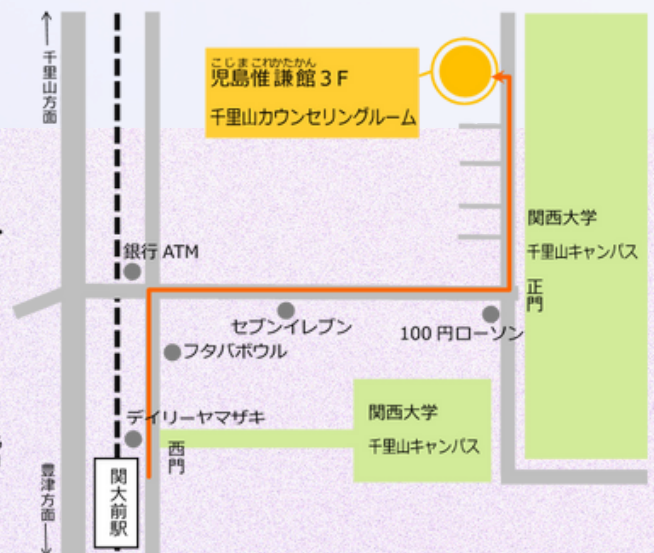 千里山方面
こじまこれかたかん
児島惟謙館３F
千里山カウンセリングルーム
関西大学
千里山キャンパス
正門
銀行 ATM
セブンイレブン
100 円ローソン
フタバボウル
デイリーヤマザキ
西門
関西大学
千里山キャンパス
関大前駅
豊津方面